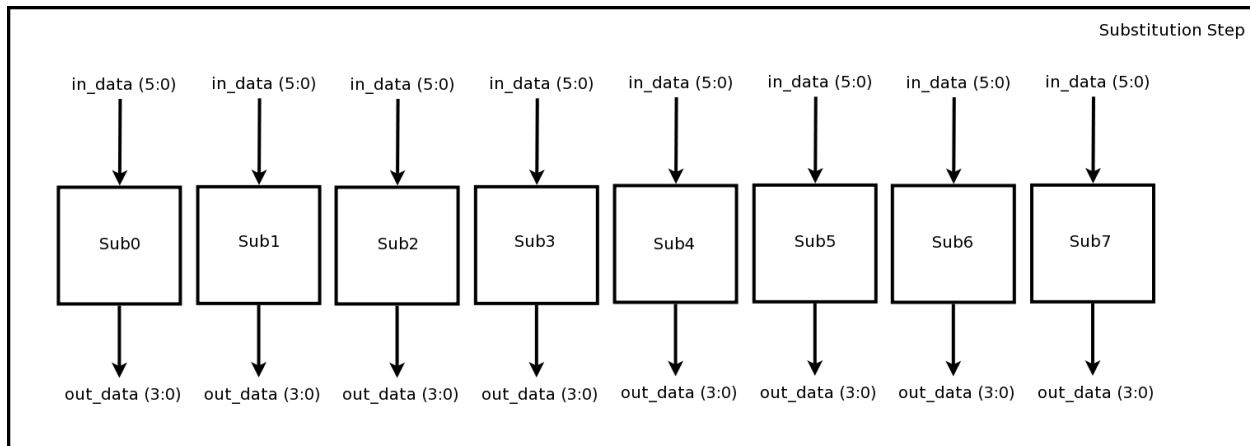 Substitution Step
in_data (5:0) in_data (5:0) in_data (5:0) in_data (5:0) in_data (5:0) in_data (5:0) in_data (5:0) in_data (5:0)
Sub0 Sub1 Sub2 Sub3 Sub4 Sub5 Sub6 Sub7
out_data (3:0) out_data (3:0) out_data (3:0) out_data (3:0) out_data (3:0) out_data (3:0) out_data (3:0) out_data (3:0)